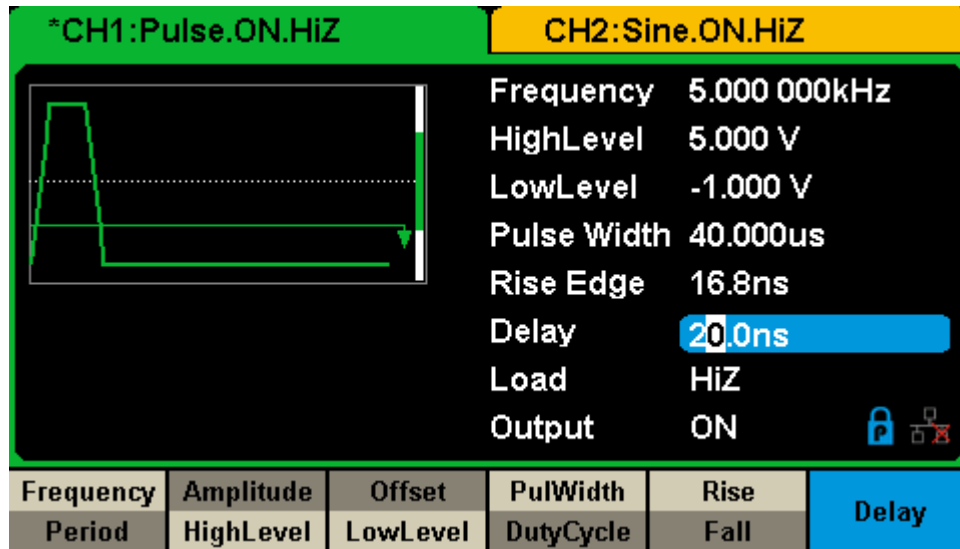 *CH1:Pulse.ON.HiZ CH2:Sine.ON.HiZ
Frequency 5.000 000kHz
HighLevel 5.000 V
LowLevel -1.000 V
Pulse Width 40.000us
Rise Edge 16.8ns
Delay 20.0ns
Load HiZ
Output ON P
Frequency Amplitude Offset PulWidth Rise Delay
Period HighLevel LowLevel DutyCycle Fall